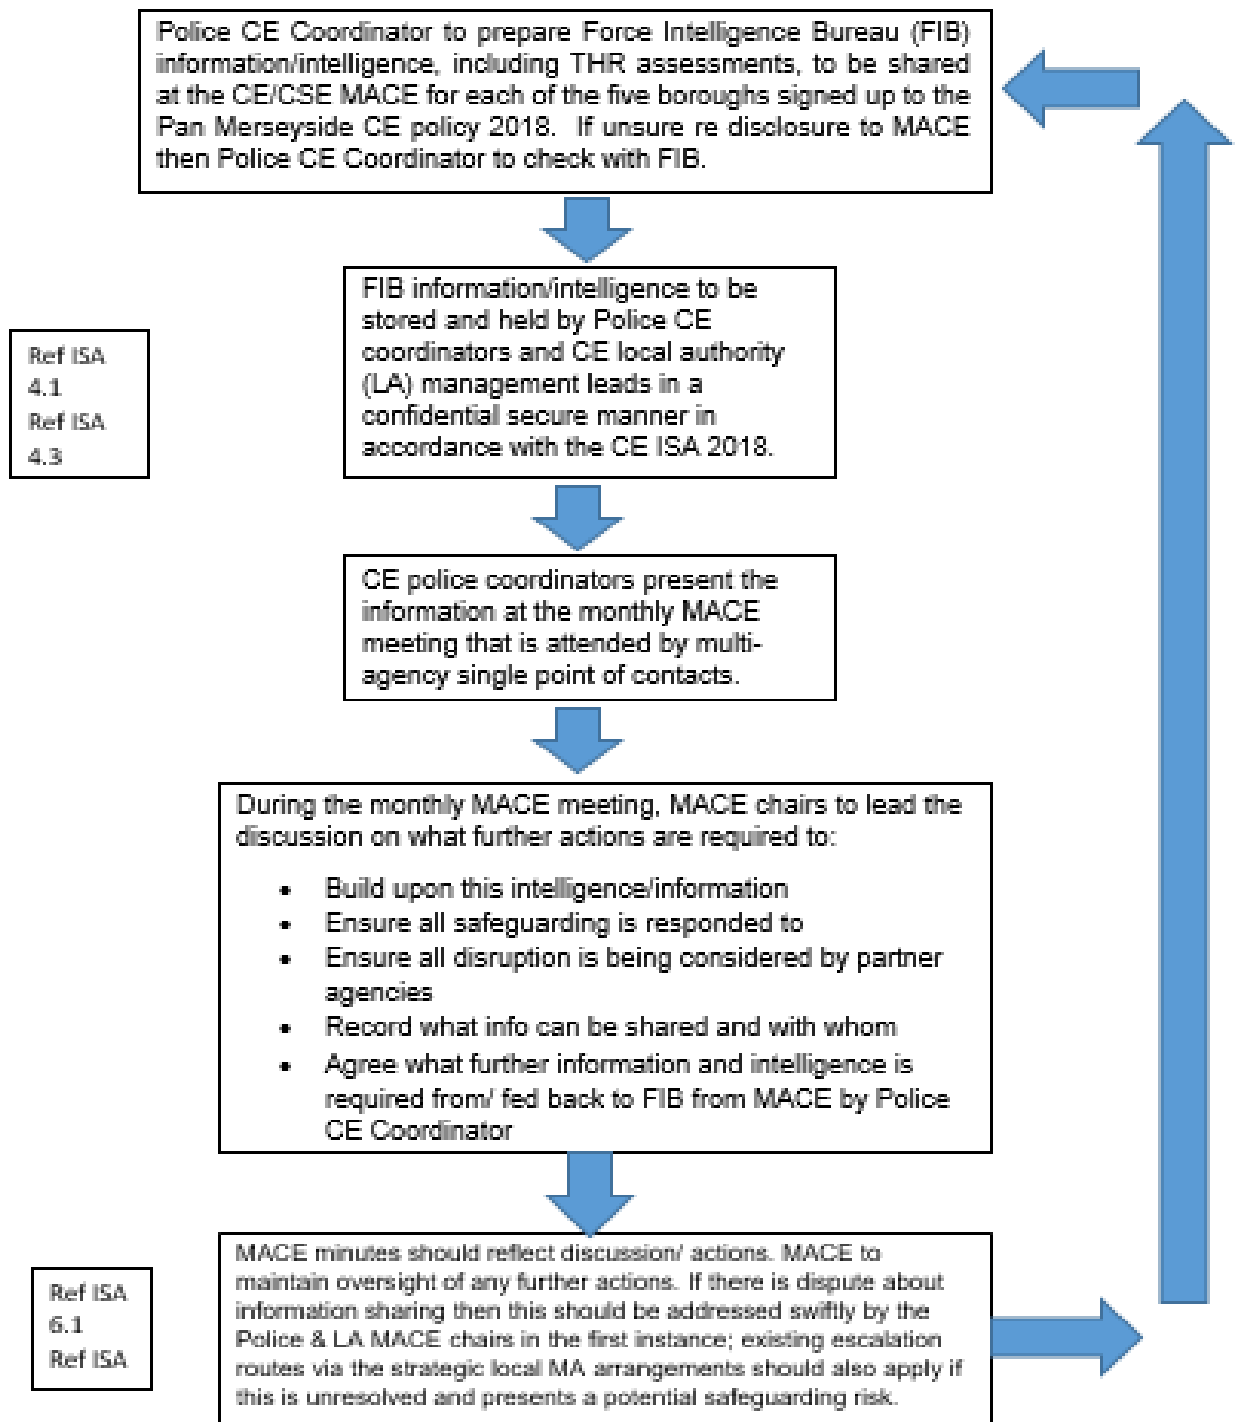 Police CE Coordinator to prepare Force Intelligence Bureau (FIB)
information/intelligence, including THR assessments, to be shared
at the CE/CSE MACE for each of the five boroughs signed up to the
Pan Merseyside CE policy 2018. If unsure re disclosure to MACE
then Police CE Coordinator to check with FIB.
FIB information/intelligence to be
stored and held by Police CE
coordinators and CE local authority
(LA) management leads in a
confidential secure manner in
accordance with the CE ISA 2018.
Ref ISA
4.1
Ref ISA
4.3
CE police coordinators present the
information at the monthly MACE
meeting that is attended by multi-
agency single point of contacts.
During the monthly MACE meeting, MACE chairs to lead the
discussion on what further actions are required to:
• Build upon this intelligence/information
• Ensure all safeguarding is responded to
• Ensure all disruption is being considered by partner
agencies
• Record what info can be shared and with whom
• Agree what further information and intelligence is
required from/ fed back to FIB from MACE by Police
CE Coordinator
MACE minutes should reflect discussion/ actions. MACE to
maintain oversight of any further actions. If there is dispute about
information sharing then this should be addressed swiftly by the
Police & LA MACE chairs in the first instance; existing escalation
routes via the strategic local MA arrangements should also apply if
this is unresolved and presents a potential safeguarding risk.
Ref ISA
6.1
Ref ISA